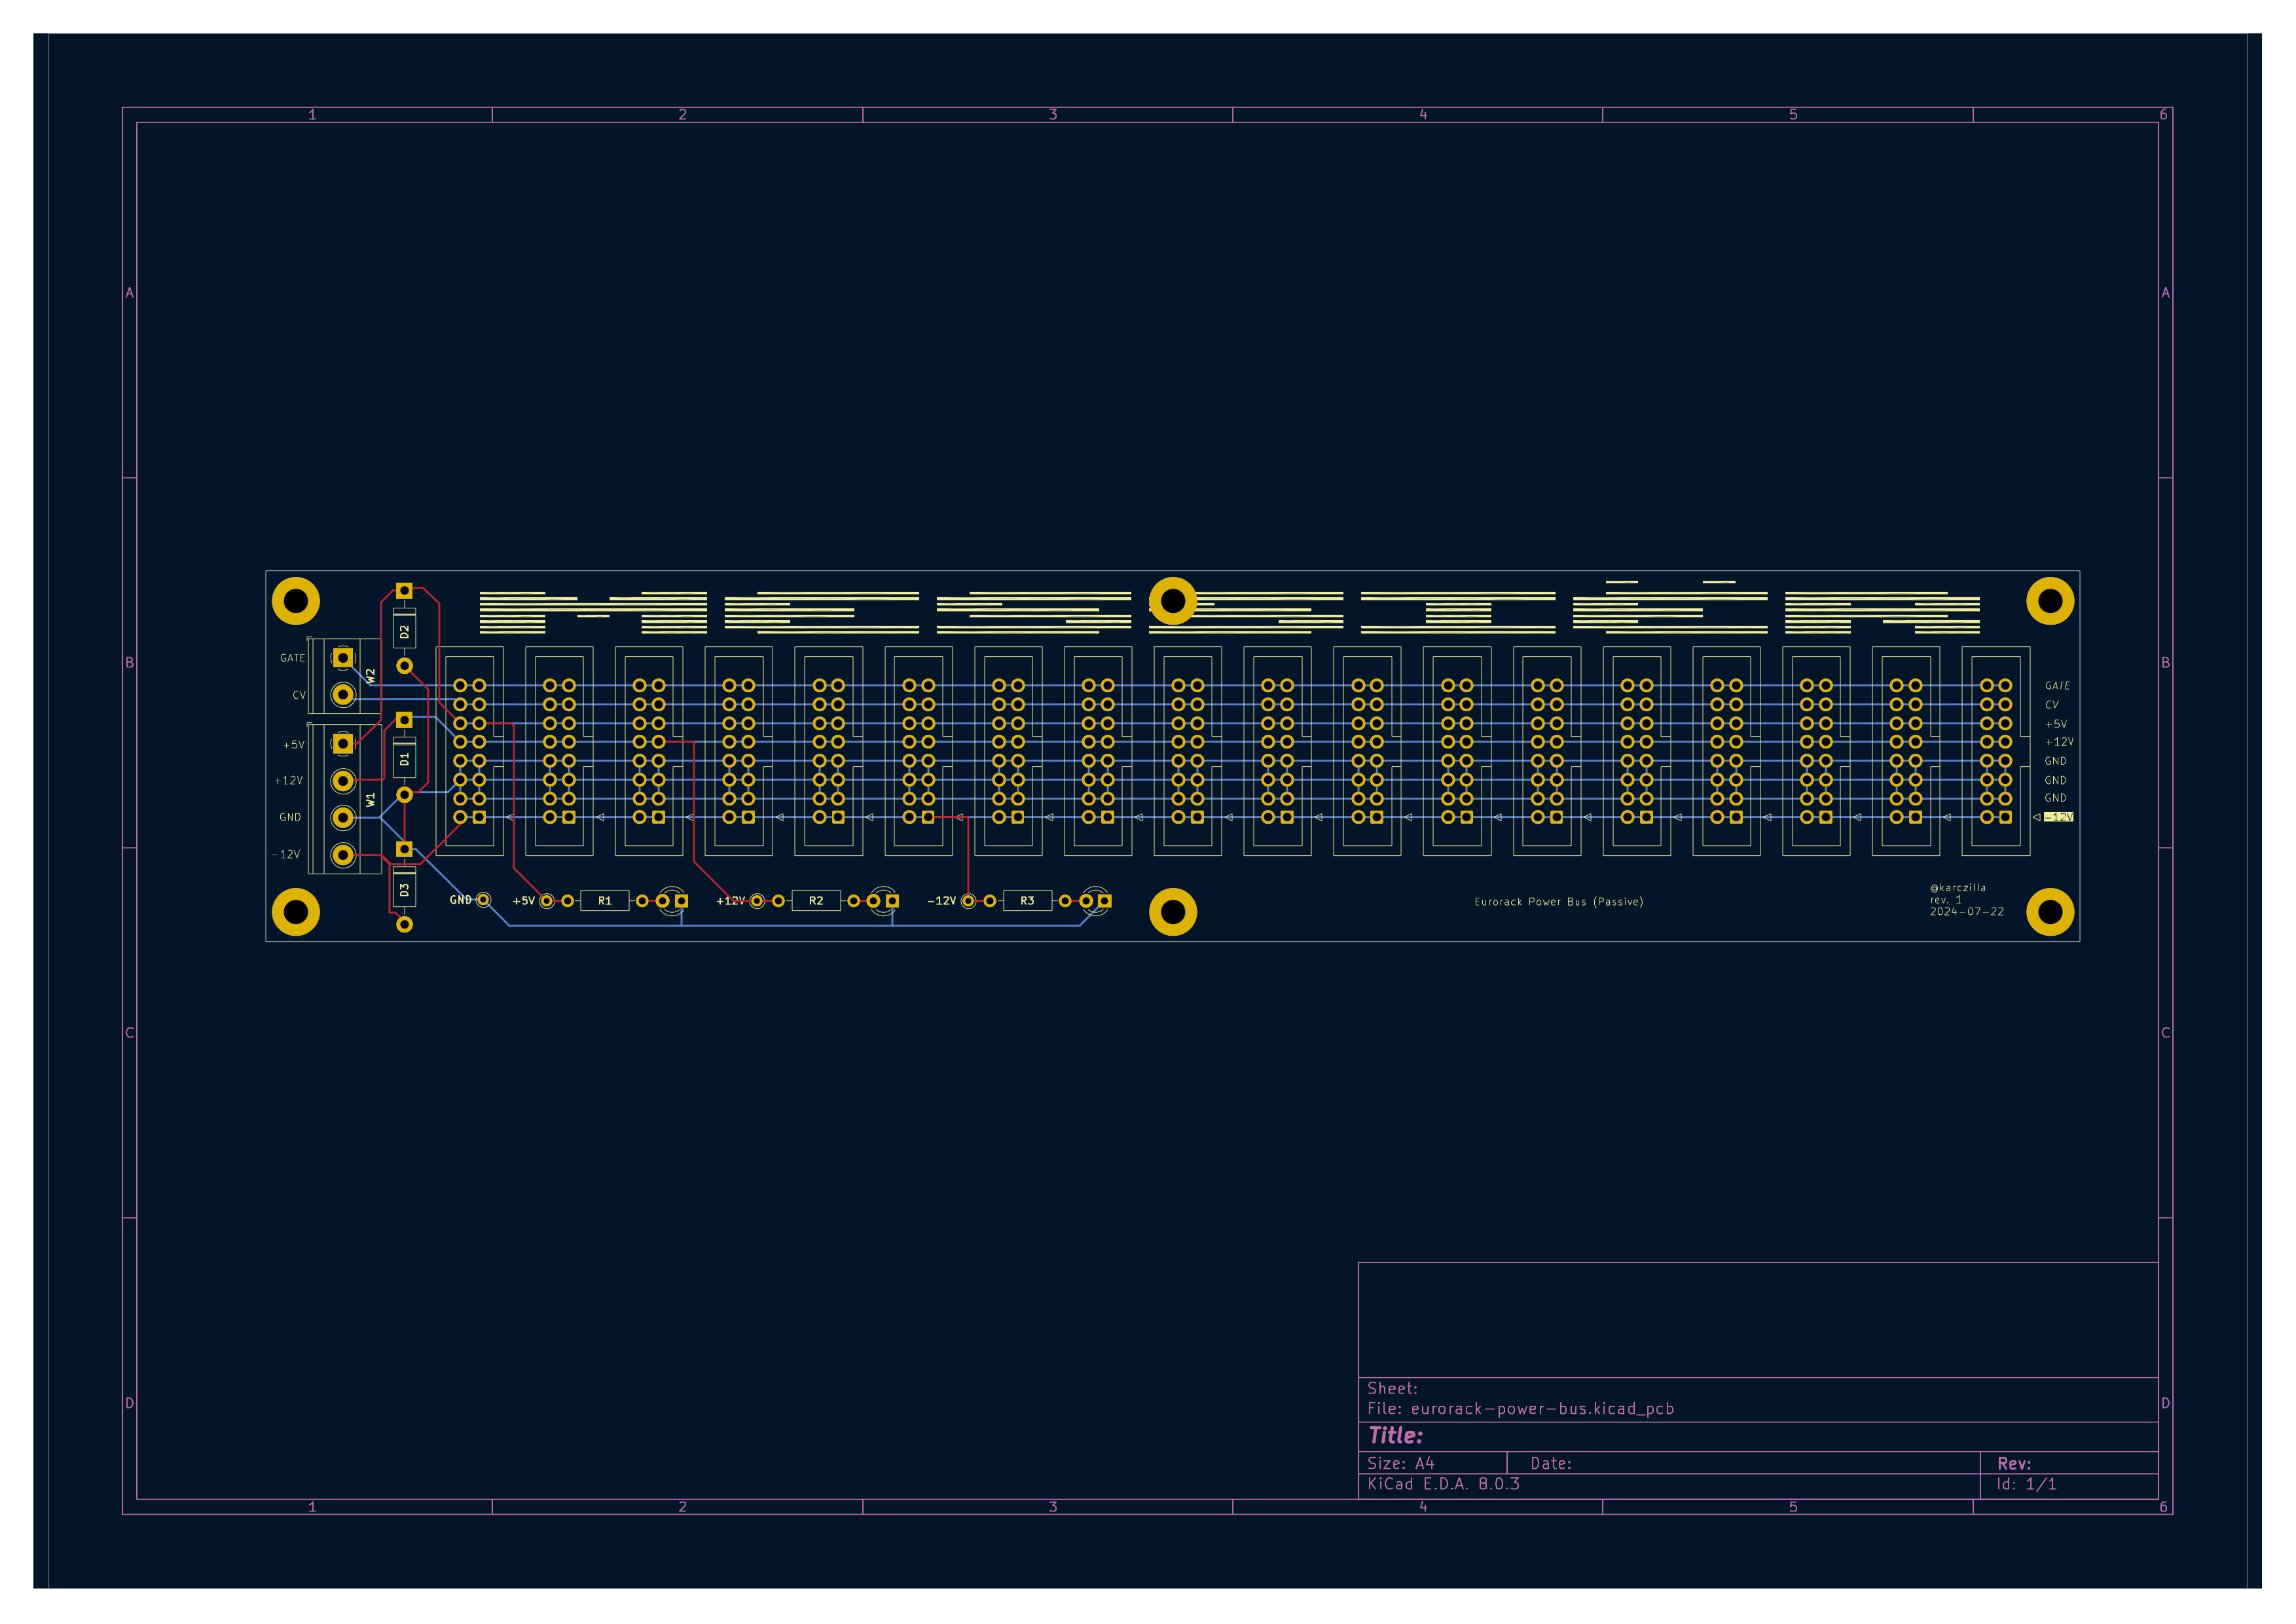 1 2 3 4 5 6
A A
B B
C C
D D
1 2 3 4 5 6
D2
GATE
W2
CV
+5V
D1
+12V
W1
GND
-12V
D3
GATE
CV
+5V
+12V
GND
GND
GND
-12V
GND +5V R1 +12V R2 -12V R3
Eurorack Power Bus (Passive)
@karczilla
rev. 1
2024-07-22
Sheet:
File: eurorack-power-bus.kicad_pcb
Title:
Size: A4 Date: Rev:
KiCad E.D.A. 8.0.3 Id: 1/1